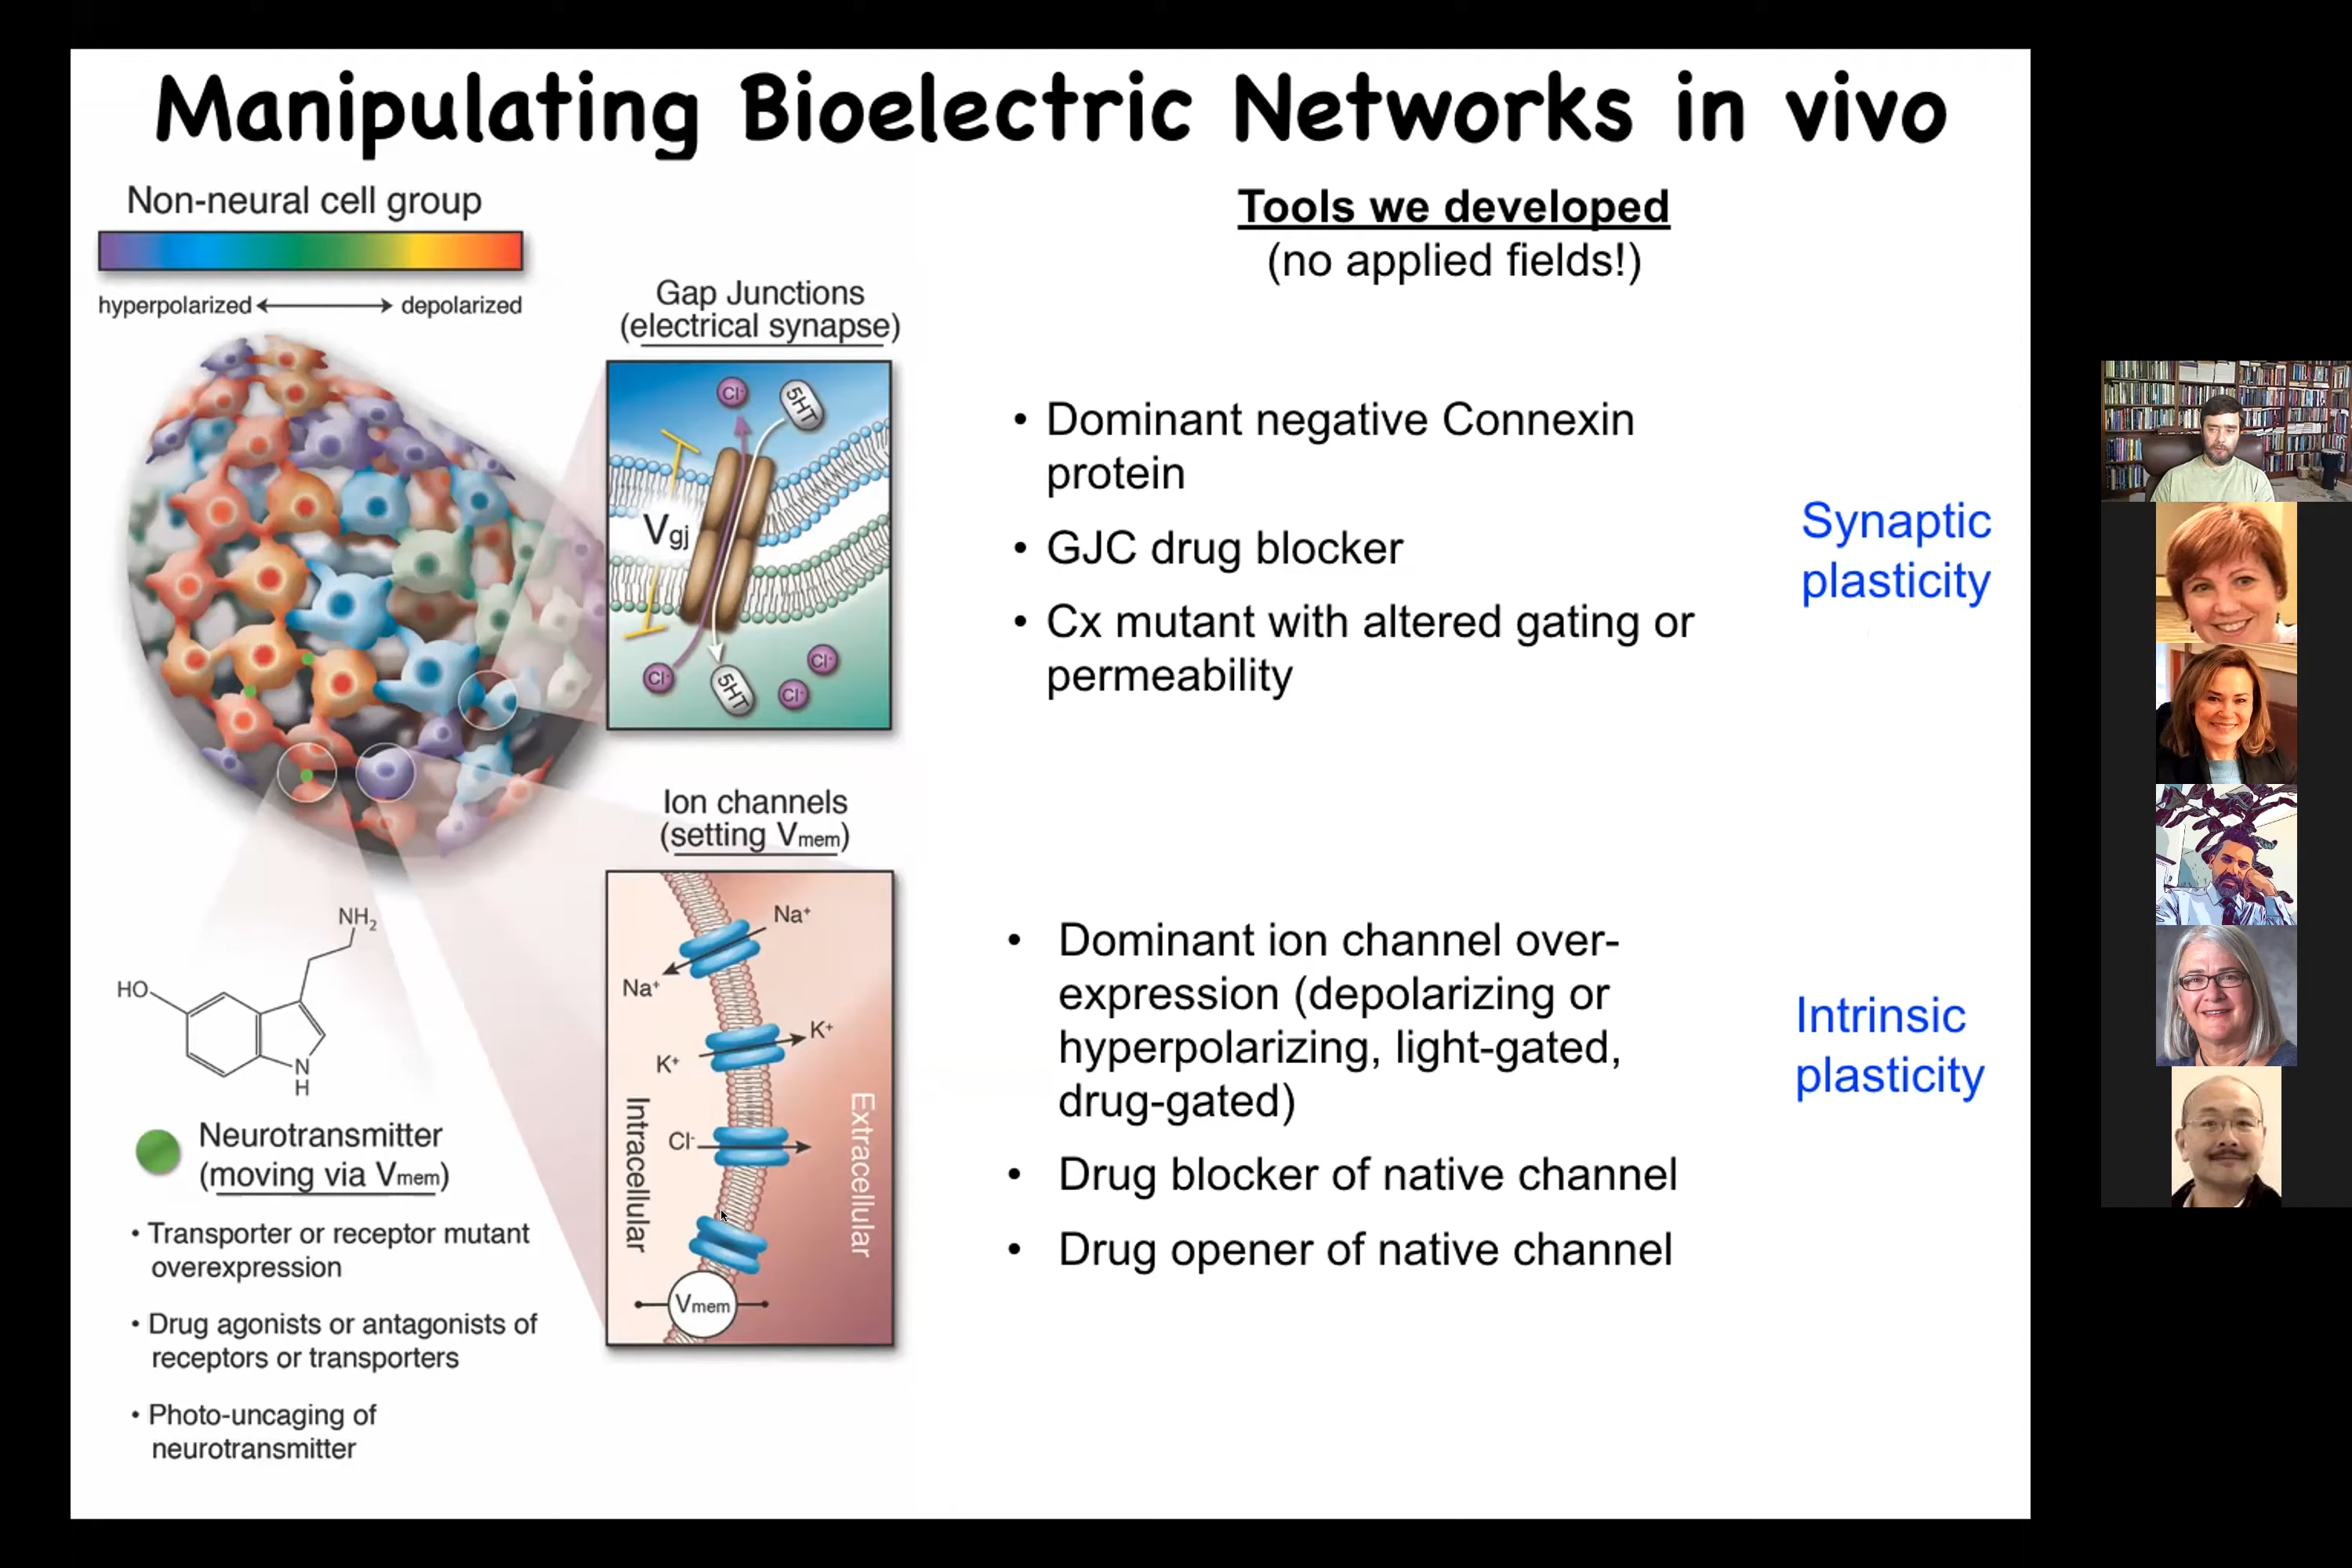 Manipulating Bioelectric Networks in vivo
Non-neural cell group
hyperpolarized
depolarized
Gap Junctions
(electrical synapse)
Cl-
5HT
Vgj
Cl-
5HT
Cl-
Cl-
Ion channels
(setting Vmem)
Na+
Na+
K+
K+
Cl-
Intracellular
Extracellular
Vmem
NH2
HO
N
H
Neurotransmitter
(moving via Vmem)
• Transporter or receptor mutant
overexpression
• Drug agonists or antagonists of
receptors or transporters
• Photo-uncaging of
neurotransmitter
Tools we developed
(no applied fields!)
• Dominant negative Connexin
protein
• GJC drug blocker
• Cx mutant with altered gating or
permeability
Synaptic
plasticity
• Dominant ion channel over-
expression (depolarizing or
hyperpolarizing, light-gated,
drug-gated)
• Drug blocker of native channel
• Drug opener of native channel
Intrinsic
plasticity